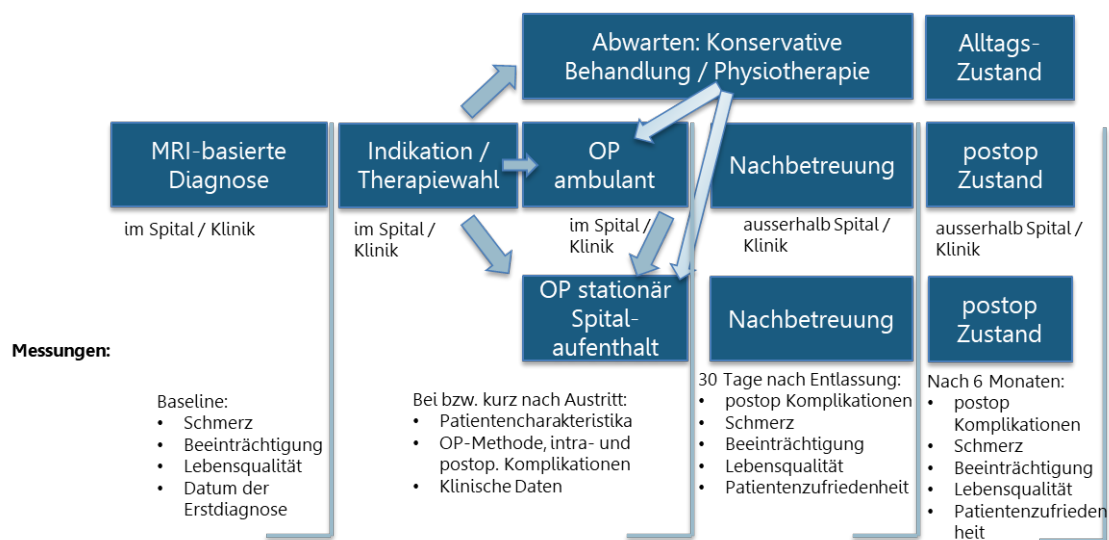 Abwarten: Konservative
Behandlung / Physiotherapie
Alltags-
Zustand
MRI-basierte
Diagnose
Indikation /
Therapiewahl
OP
ambulant
Nachbetreuung
postop
Zustand
im Spital / Klinik
im Spital /
Klinik
im Spital /
Klinik
ausserhalb Spital /
Klinik
ausserhalb Spital /
Klinik
OP stationär
Spital-
aufenthalt
Nachbetreuung
postop
Zustand
Messungen:
Baseline:
• Schmerz
• Beeinträchtigung
• Lebensqualität
• Datum der
Erstdiagnose
Bei bzw. kurz nach Austritt:
• Patientencharakteristika
• OP-Methode, intra- und
postop. Komplikationen
• Klinische Daten
30 Tage nach Entlassung:
• postop Komplikationen
• Schmerz
• Beeinträchtigung
• Lebensqualität
• Patientenzufriedenheit
Nach 6 Monaten:
• postop
Komplikationen
• Schmerz
• Beeinträchtigung
• Lebensqualität
• Patientenzufrieden
heit